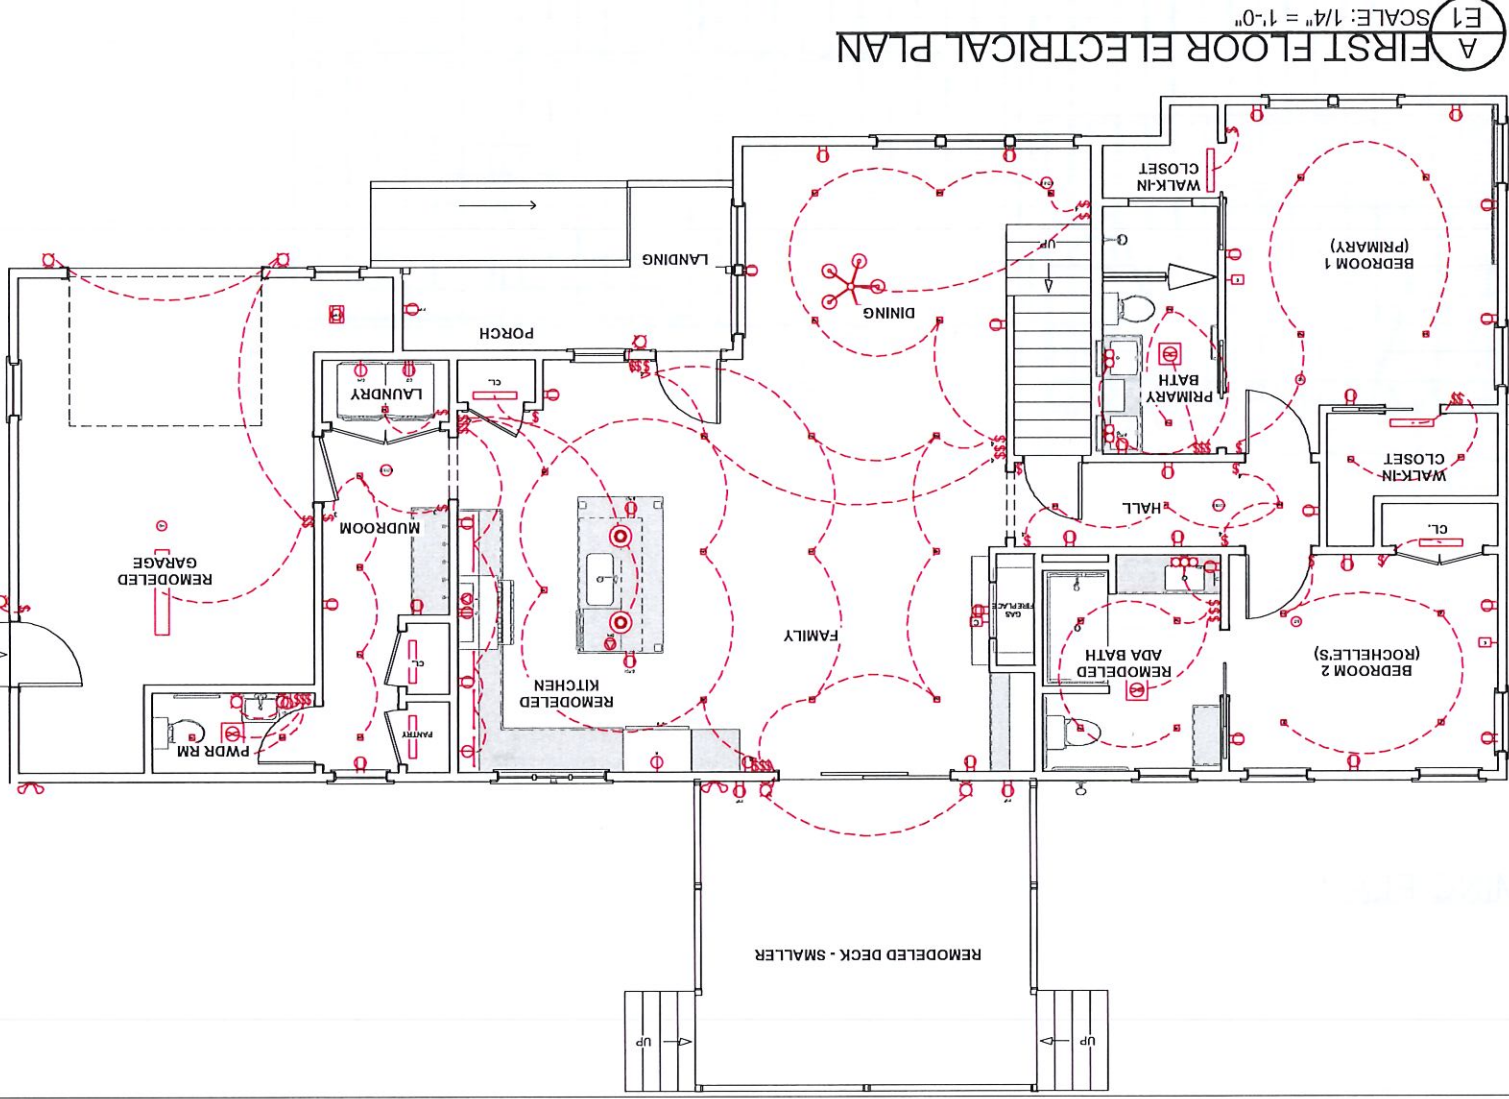 REMODELED DECK - SMALLER
UP
UP
BEDROOM 2
(ROCHELLE'S)
REMODELED
ADA BATH
FAMILY
REMODELED
KITCHEN
PANTRY
PWDR RM
CL.
GAS
FIREPLACE
CL.
WALK-IN
CLOSET
HALL
MUDROOM
REMODELED
GARAGE
PRIMARY
BATH
CL.
LAUNDRY
BEDROOM 1
(PRIMARY)
DINING
PORCH
UP
LANDING
WALK-IN
CLOSET
A
E1
FIRST FLOOR ELECTRICAL PLAN
SCALE: 1/4" = 1'-0"